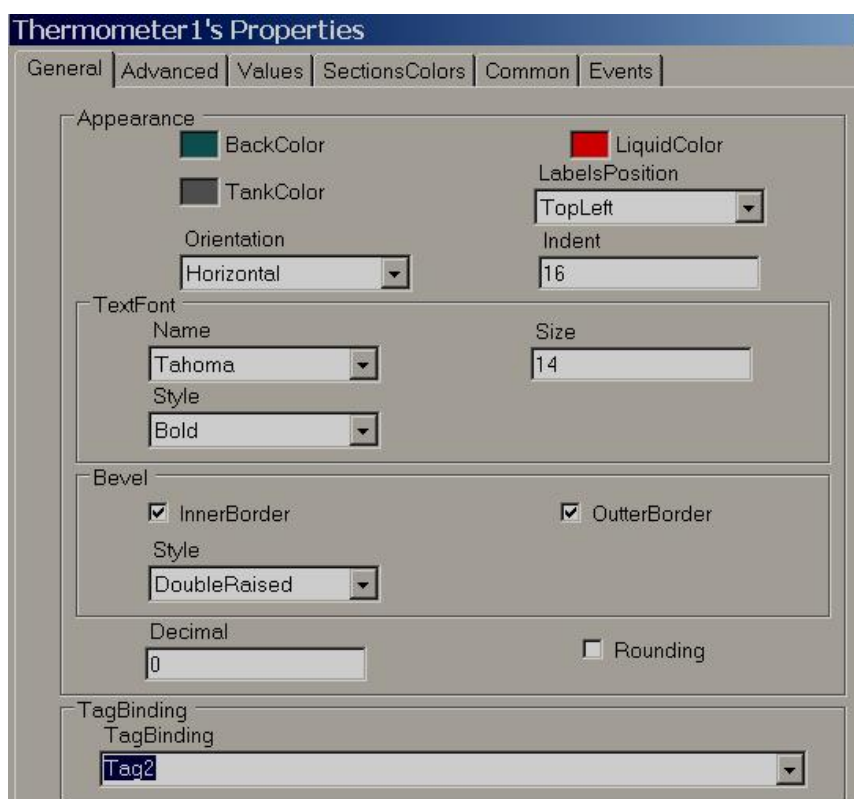 Thermometer1's Properties
General Advanced Values SectionsColors Common Events
Appearance
BackColor LiquidColor
TankColor LabelsPosition
TopLeft
Orientation Indent
Horizontal 16
TextFont
Name Size
Tahoma 14
Style
Bold
Bevel
InnerBorder OutterBorder
Style
DoubleRaised
Decimal
0 Rounding
TagBinding
TagBinding
Tag2